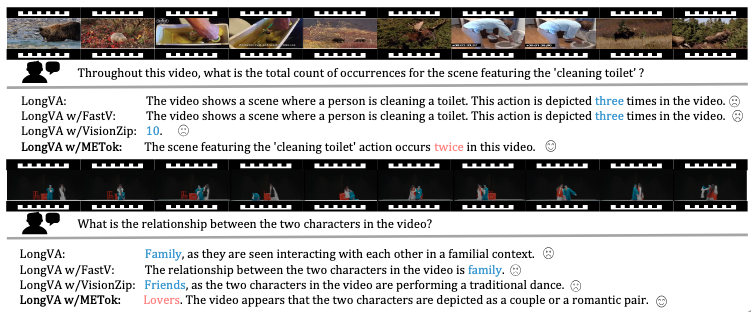 Throughout this video, what is the total count of occurrences for the scene featuring the 'cleaning toilet' ?
LongVA: The video shows a scene where a person is cleaning a toilet. This action is depicted three times in the video.
LongVA w/FastV: The video shows a scene where a person is cleaning a toilet. This action is depicted three times in the video.
LongVA w/VisionZip: 10.
LongVA w/METok: The scene featuring the 'cleaning toilet' action occurs twice in this video.
What is the relationship between the two characters in the video?
LongVA: Family, as they are seen interacting with each other in a familial context.
LongVA w/FastV: The relationship between the two characters in the video is family.
LongVA w/VisionZip: Friends, as the two characters in the video are performing a traditional dance.
LongVA w/METok: Lovers. The video appears that the two characters are depicted as a couple or a romantic pair.